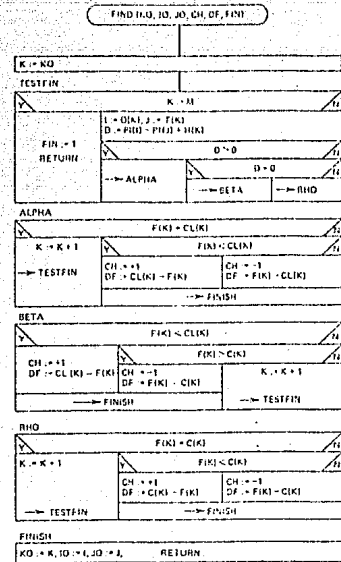 FIND (KO, IO, JO, CH, DF, FIN)
K := KO
TESTFIN
Y K > M N
FIN := 1
RETURN
I := O(K), J := T(K)
D := PI(I) - PI(J) + H(K)
Y D > 0 N
→ ALPHA
Y D = 0 N
→ BETA
→ RHO
ALPHA
Y F(K) = CL(K) N
K := K + 1
→ TESTFIN
Y F(K) < CL(K) N
CH := +1
DF := CL(K) - F(K)
CH := -1
DF := F(K) - CL(K)
→ FINISH
BETA
Y F(K) < CL(K) N
CH := +1
DF := CL(K) - F(K)
Y F(K) > C(K) N
CH := -1
DF := F(K) - C(K)
K := K + 1
→ FINISH
→ TESTFIN
RHO
Y F(K) = C(K) N
K := K + 1
→ TESTFIN
Y F(K) < C(K) N
CH := +1
DF := C(K) - F(K)
CH := -1
DF := F(K) - C(K)
→ FINISH
FINISH
KO := K, IO := I, JO := J, RETURN